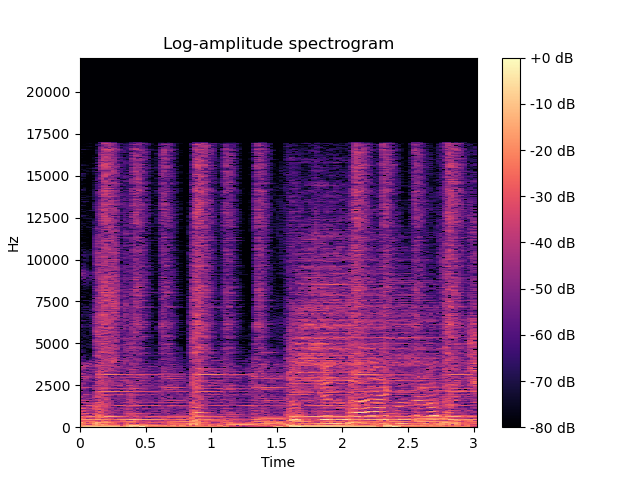 Log-amplitude spectrogram
Hz
20000
17500
15000
12500
10000
7500
5000
2500
0
0 0.5 1 1.5 2 2.5 3
Time
+0 dB
-10 dB
-20 dB
-30 dB
-40 dB
-50 dB
-60 dB
-70 dB
-80 dB